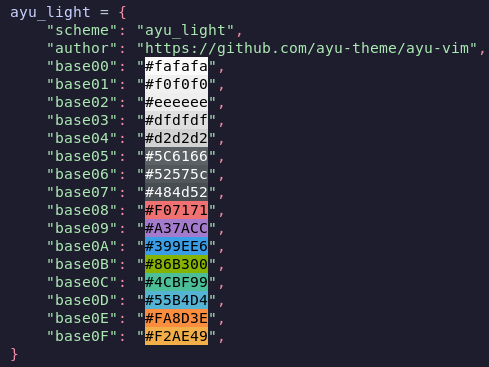 ayu_light = {
    "scheme": "ayu_light",
    "author": "https://github.com/ayu-theme/ayu-vim",
    "base00": "#fafafa",
    "base01": "#f0f0f0",
    "base02": "#eeeeee",
    "base03": "#dfdfdf",
    "base04": "#d2d2d2",
    "base05": "#5C6166",
    "base06": "#52575c",
    "base07": "#484d52",
    "base08": "#F07171",
    "base09": "#A37ACC",
    "base0A": "#399EE6",
    "base0B": "#86B300",
    "base0C": "#4CBF99",
    "base0D": "#55B4D4",
    "base0E": "#FA8D3E",
    "base0F": "#F2AE49",
}